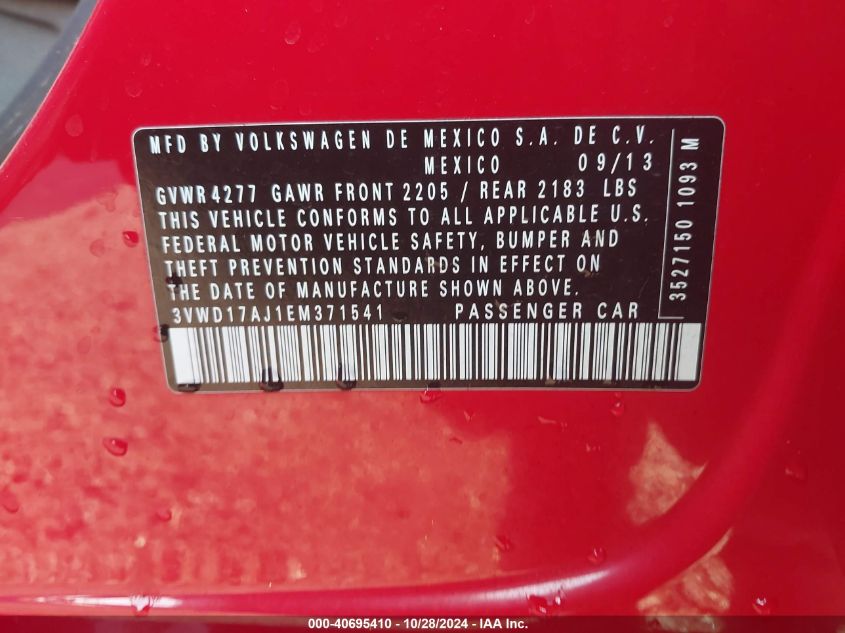 MFD BY VOLKSWAGEN DE MEXICO S.A. DE C.V.
MEXICO 09/13
GVWR 4277 GAWR FRONT 2205 / REAR 2183 LBS
THIS VEHICLE CONFORMS TO ALL APPLICABLE U.S.
FEDERAL MOTOR VEHICLE SAFETY, BUMPER AND
THEFT PREVENTION STANDARDS IN EFFECT ON
THE DATE OF MANUFACTURE SHOWN ABOVE.
3VWD17AJ1EM371541 PASSENGER CAR
3527150 1093 M
000-40695410 / 10/28/2024 - IAA Inc.